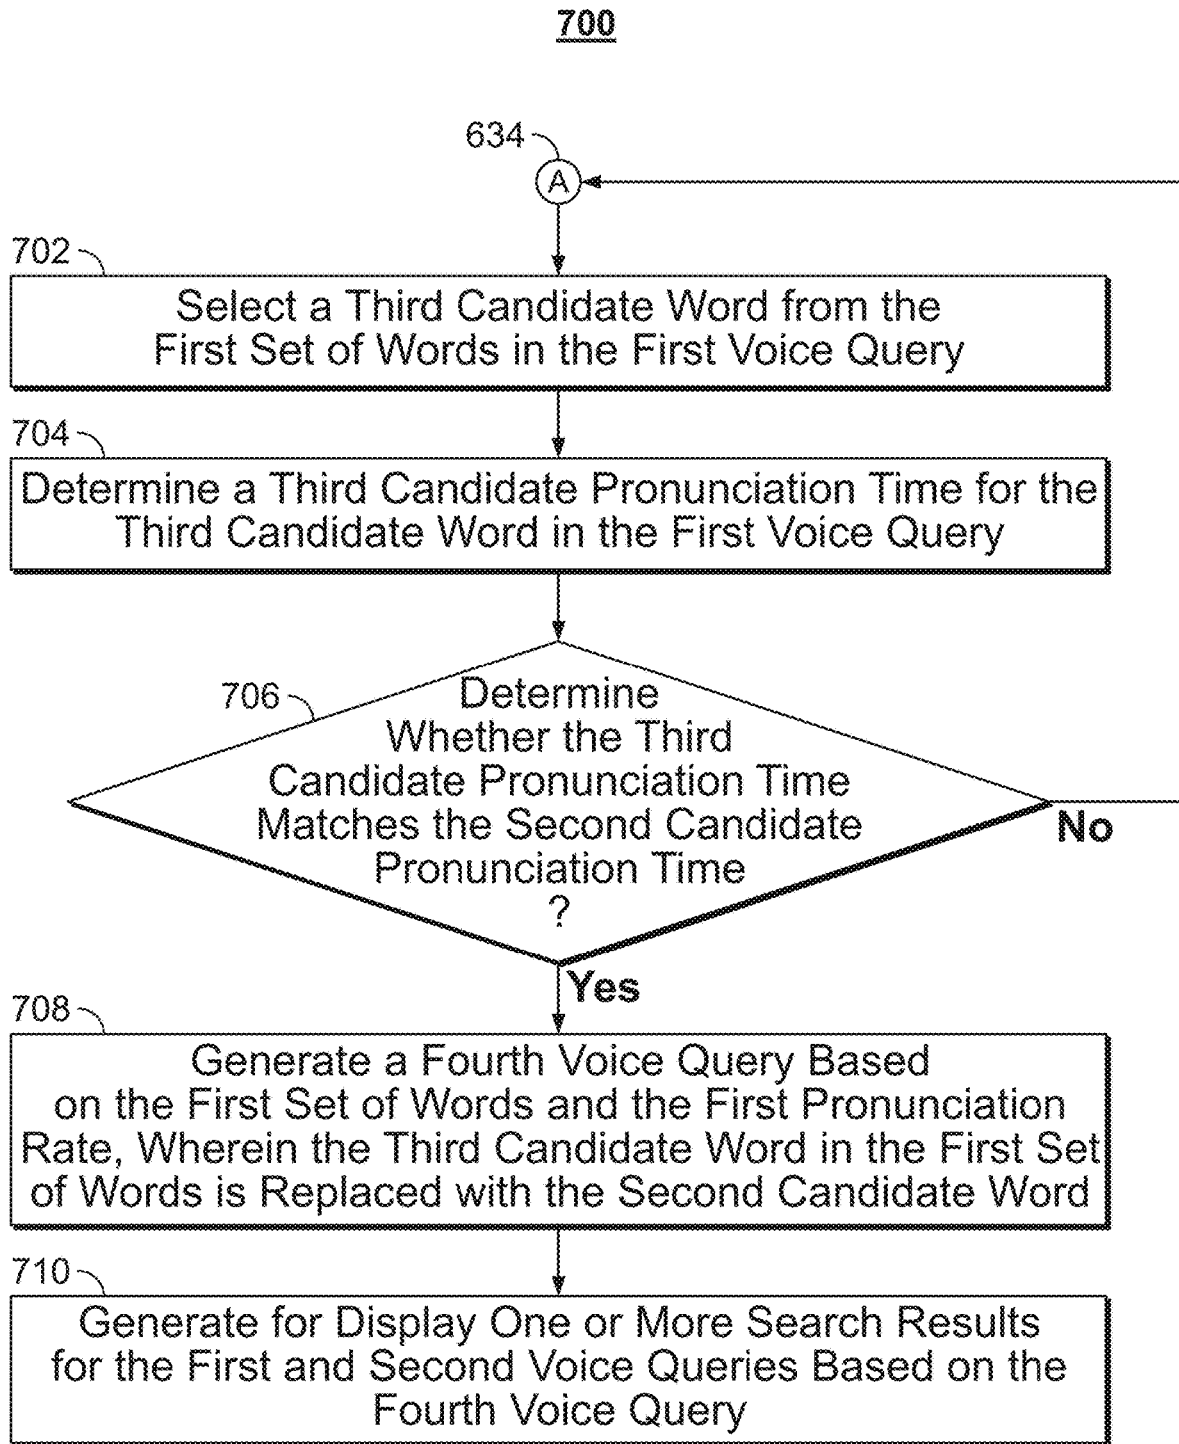 700
634
A
702
Select a Third Candidate Word from the
First Set of Words in the First Voice Query
704
Determine a Third Candidate Pronunciation Time for the
Third Candidate Word in the First Voice Query
706
Determine
Whether the Third
Candidate Pronunciation Time
Matches the Second Candidate
Pronunciation Time
?
No
Yes
708
Generate a Fourth Voice Query Based
on the First Set of Words and the First Pronunciation
Rate, Wherein the Third Candidate Word in the First Set
of Words is Replaced with the Second Candidate Word
710
Generate for Display One or More Search Results
for the First and Second Voice Queries Based on the
Fourth Voice Query